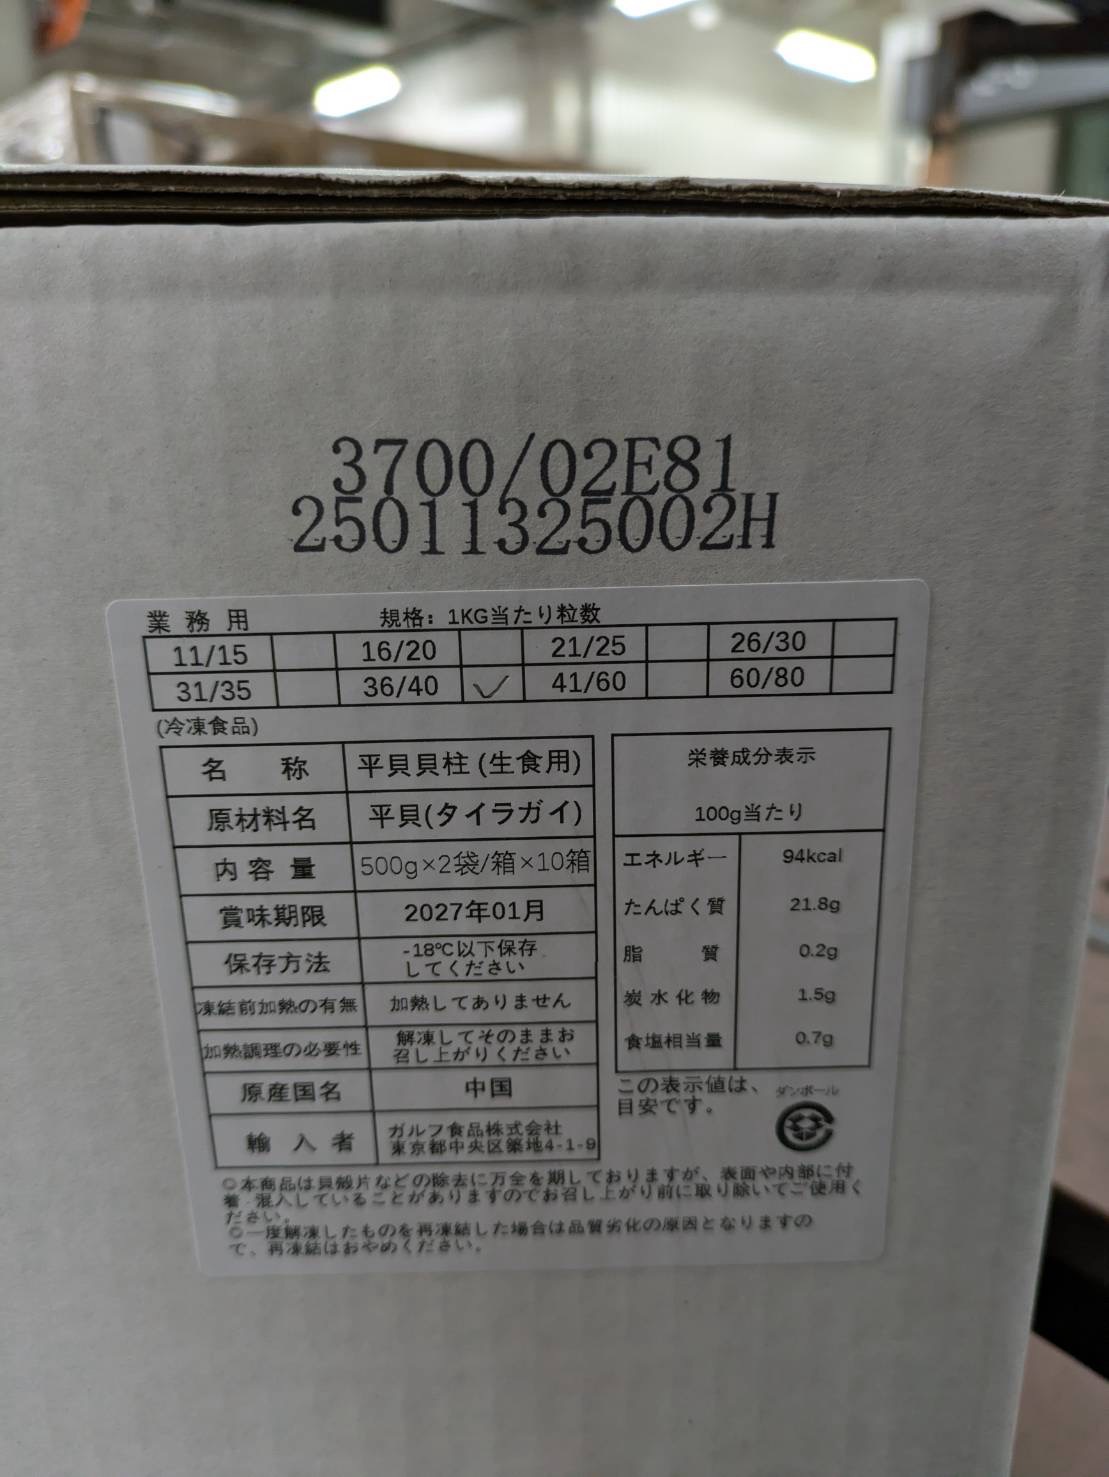 3700/02E81
25011325002H
業務用 規格：1KG当たり粒数
11/15 16/20 21/25 26/30
31/35 36/40 ✓ 41/60 60/80
(冷凍食品)
名称 平貝貝柱(生食用)
原材料名 平貝(タイラガイ)
内容量 500g×2袋/箱×10箱
賞味期限 2027年01月
保存方法 -18℃以下保存
してください
凍結前加熱の有無 加熱してありません
加熱調理の必要性 解凍してそのままお
召し上がりください
原産国名 中国
輸入者 ガルフ食品株式会社
東京都中央区築地4-1-9
栄養成分表示
100g当たり
エネルギー 94kcal
たんぱく質 21.8g
脂質 0.2g
炭水化物 1.5g
食塩相当量 0.7g
この表示値は、
目安です。
ダンボール
○本商品は貝殻片などの除去に万全を期しておりますが、表面や内部に付
着・混入していることがありますのでお召し上がり前に取り除いてご使用く
ださい。
○一度解凍したものを再凍結した場合は品質劣化の原因となりますの
で、再凍結はおやめください。